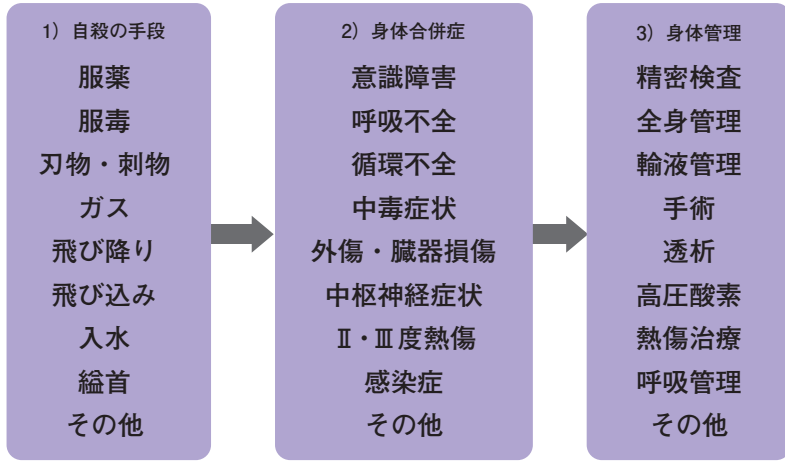 1）自殺の手段
服薬
服毒
刃物・刺物
ガス
飛び降り
飛び込み
入水
縊首
その他
2）身体合併症
意識障害
呼吸不全
循環不全
中毒症状
外傷・臓器損傷
中枢神経症状
Ⅱ・Ⅲ度熱傷
感染症
その他
3）身体管理
精密検査
全身管理
輸液管理
手術
透析
高圧酸素
熱傷治療
呼吸管理
その他